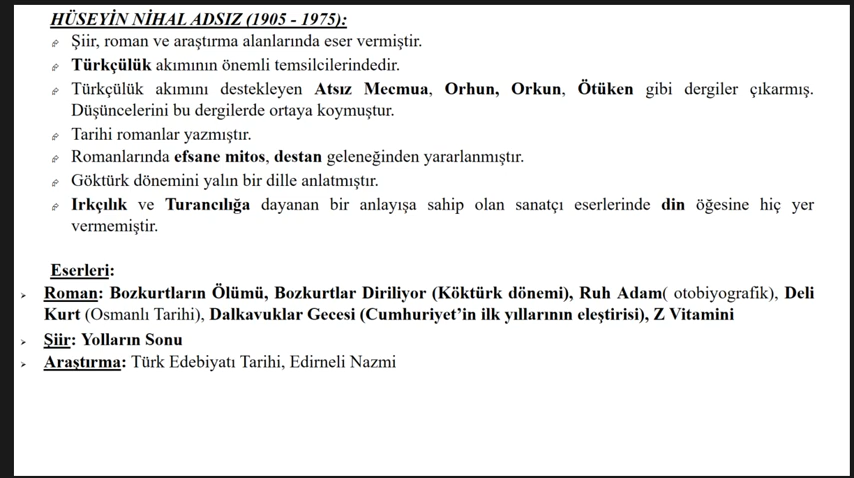 HÜSEYİN NİHAL ADSIZ (1905 - 1975):
Şiir, roman ve araştırma alanlarında eser vermiştir.
Türkçülük akımının önemli temsilcilerindedir.
Türkçülük akımını destekleyen Atsız Mecmua, Orhun, Orkun, Ötüken gibi dergiler çıkarmış.
Düşüncelerini bu dergilerde ortaya koymuştur.
Tarihi romanlar yazmıştır.
Romanlarında efsane mitos, destan geleneğinden yararlanmıştır.
Göktürk dönemini yalın bir dille anlatmıştır.
Irkçılık ve Turancılığa dayanan bir anlayışa sahip olan sanatçı eserlerinde din öğesine hiç yer
vermemiştir.
Eserleri:
Roman: Bozkurtların Ölümü, Bozkurtlar Diriliyor (Köktürk dönemi), Ruh Adam( otobiyografik), Deli
Kurt (Osmanlı Tarihi), Dalkavuklar Gecesi (Cumhuriyet’in ilk yıllarının eleştirisi), Z Vitamini
Şiir: Yolların Sonu
Araştırma: Türk Edebiyatı Tarihi, Edirneli Nazmi